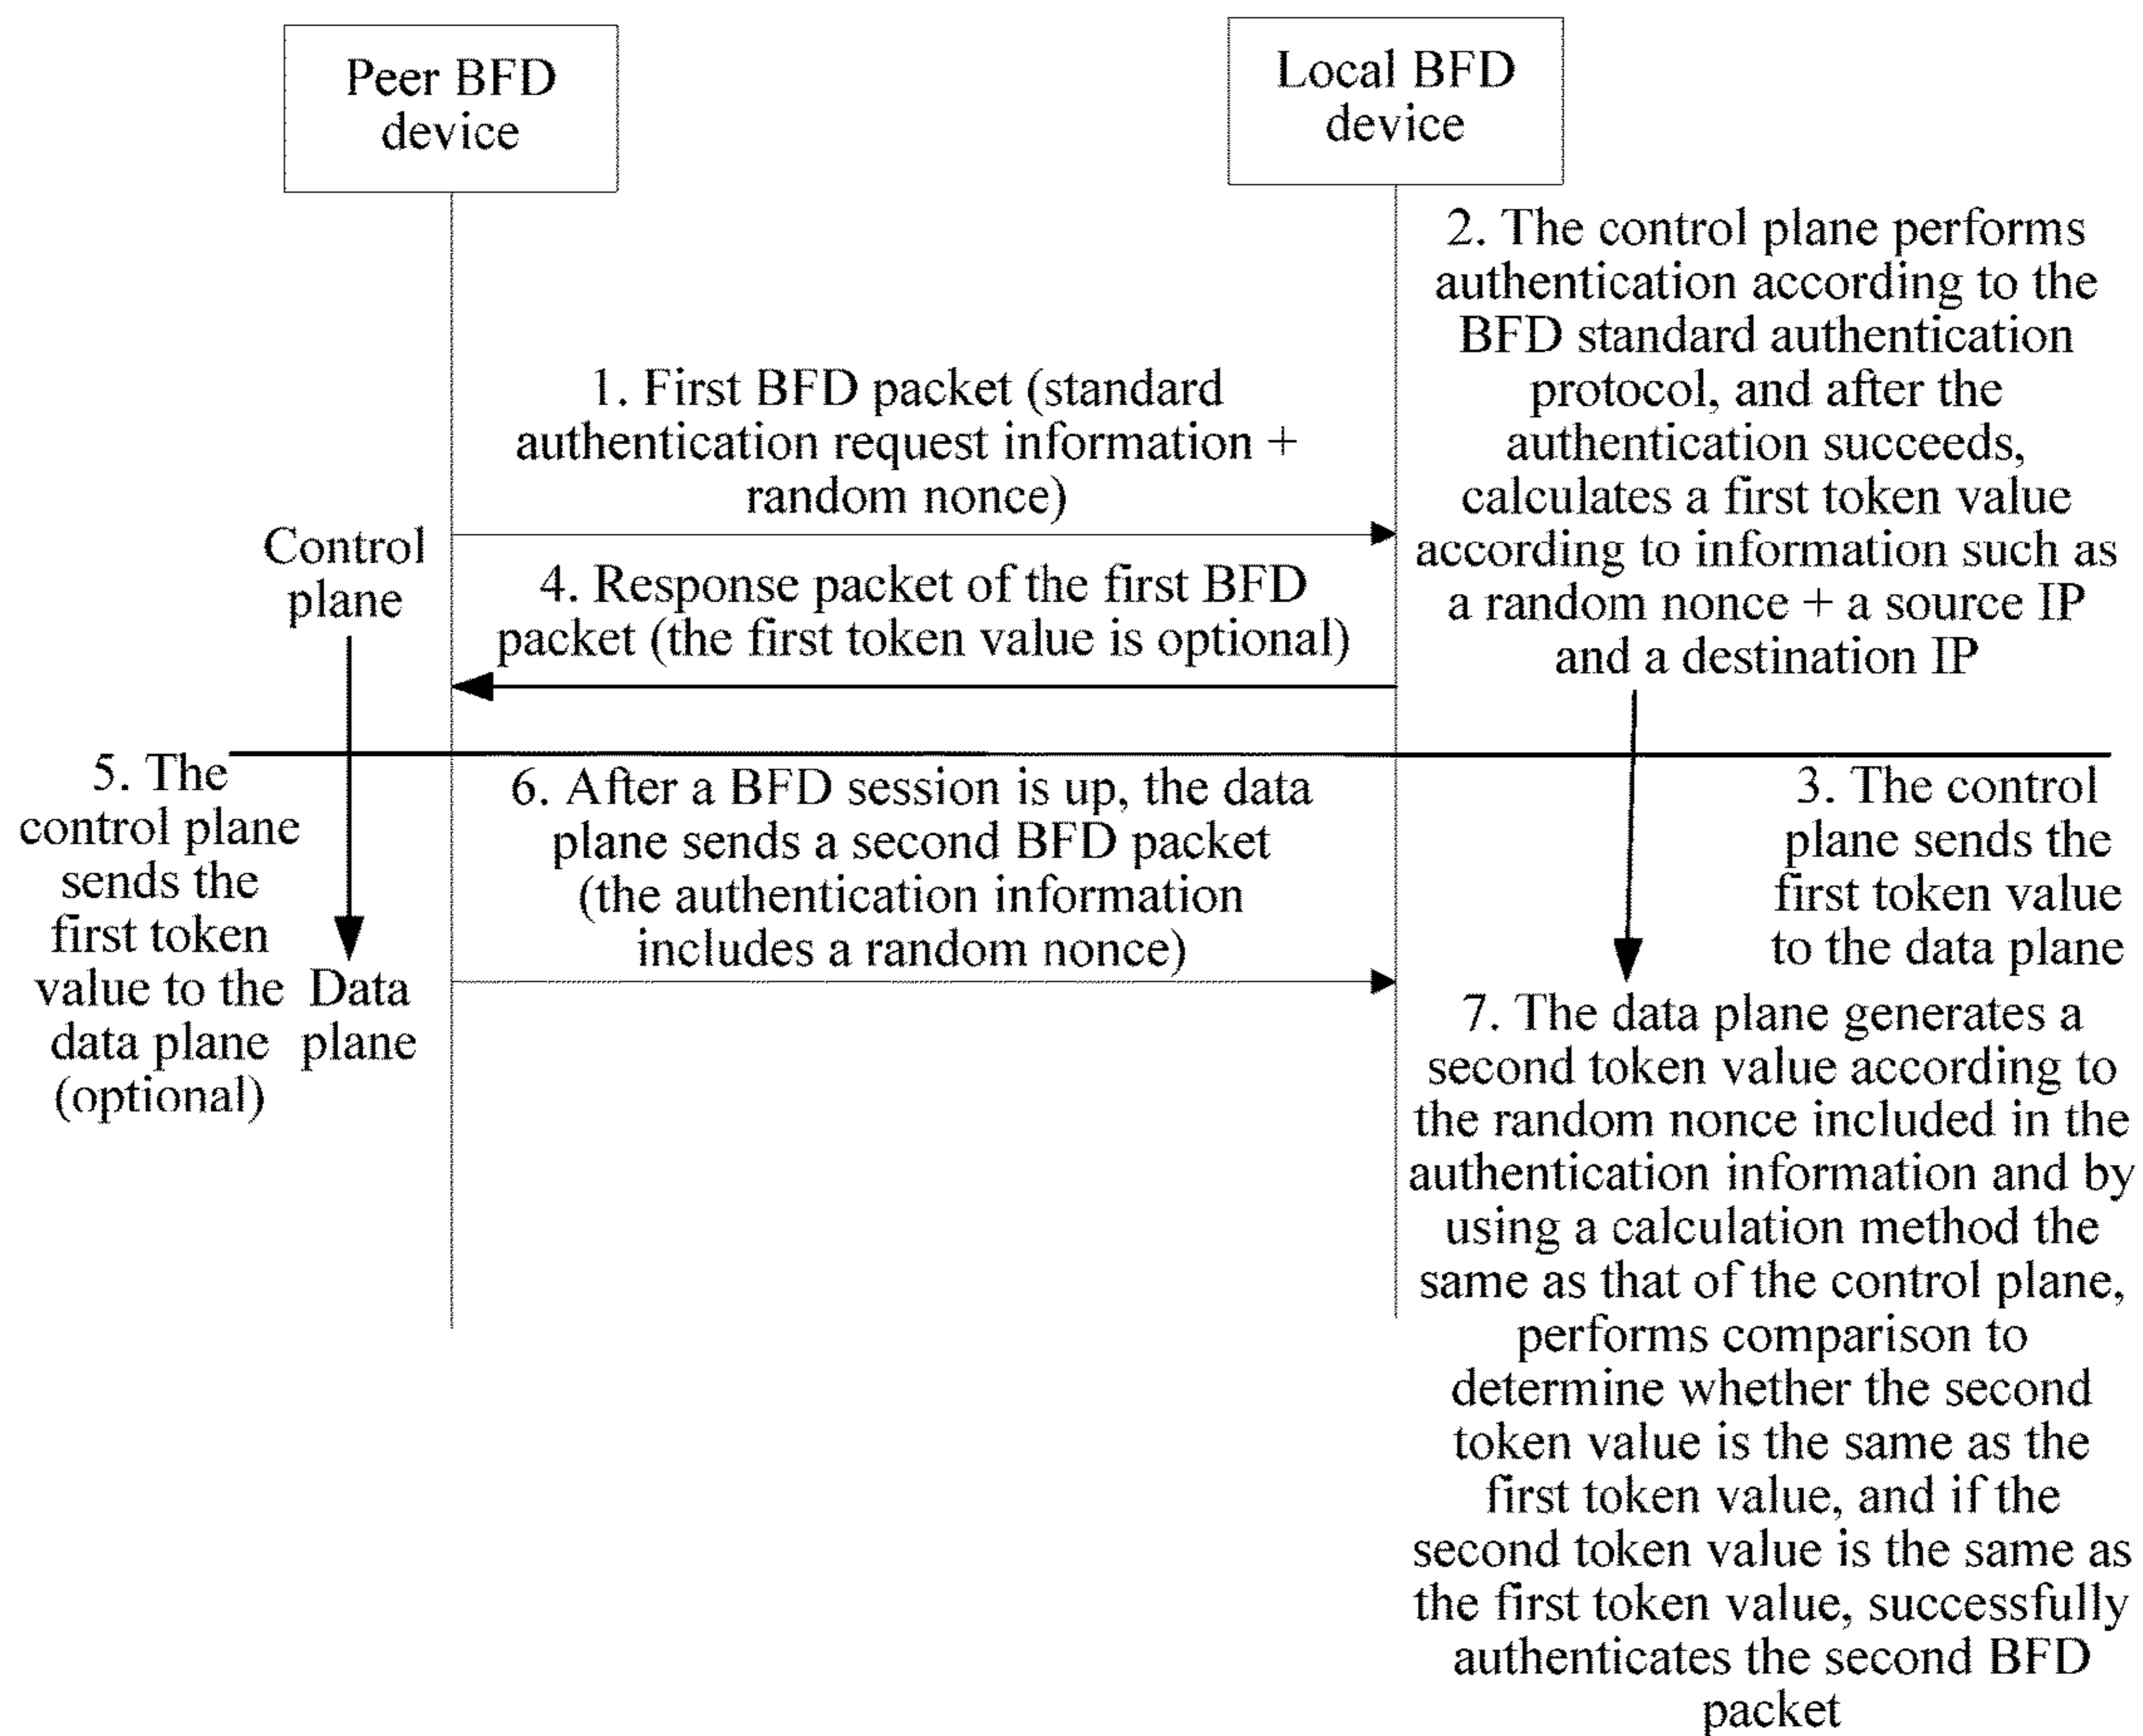 Peer BFD
device
Local BFD
device
1. First BFD packet (standard
authentication request information +
random nonce)
2. The control plane performs
authentication according to the
BFD standard authentication
protocol, and after the
authentication succeeds,
calculates a first token value
according to information such as
a random nonce + a source IP
and a destination IP
Control
plane
4. Response packet of the first BFD
packet (the first token value is optional)
5. The
control plane
sends the
first token
value to the
data plane
(optional)
Data
plane
6. After a BFD session is up, the data
plane sends a second BFD packet
(the authentication information
includes a random nonce)
3. The control
plane sends the
first token value
to the data plane
7. The data plane generates a
second token value according to
the random nonce included in the
authentication information and by
using a calculation method the
same as that of the control plane,
performs comparison to
determine whether the second
token value is the same as the
first token value, and if the
second token value is the same as
the first token value, successfully
authenticates the second BFD
packet